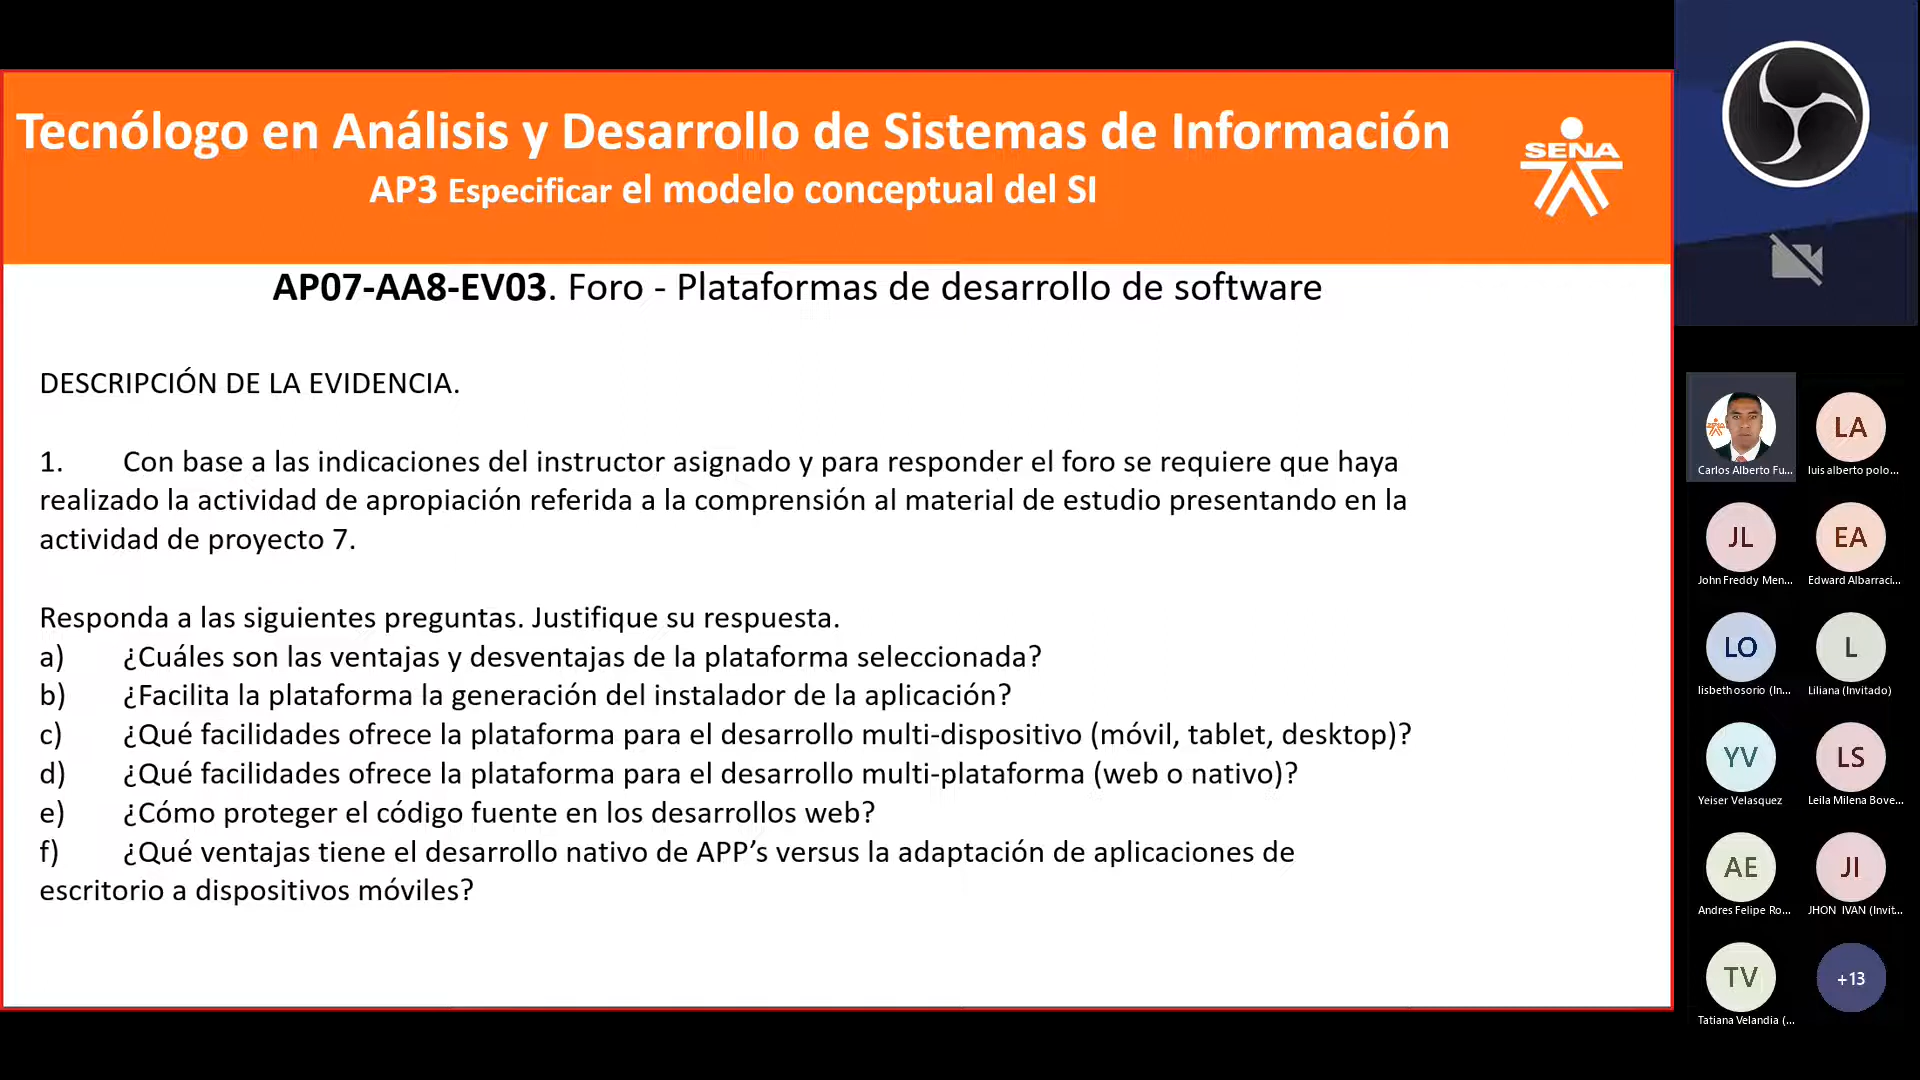 Tecnólogo en Análisis y Desarrollo de Sistemas de Información
AP3 Especificar el modelo conceptual del SI
SENA
AP07-AA8-EV03. Foro - Plataformas de desarrollo de software
DESCRIPCIÓN DE LA EVIDENCIA.
1. Con base a las indicaciones del instructor asignado y para responder el foro se requiere que haya
realizado la actividad de apropiación referida a la comprensión al material de estudio presentando en la
actividad de proyecto 7.
Responda a las siguientes preguntas. Justifique su respuesta.
a) ¿Cuáles son las ventajas y desventajas de la plataforma seleccionada?
b) ¿Facilita la plataforma la generación del instalador de la aplicación?
c) ¿Qué facilidades ofrece la plataforma para el desarrollo multi-dispositivo (móvil, tablet, desktop)?
d) ¿Qué facilidades ofrece la plataforma para el desarrollo multi-plataforma (web o nativo)?
e) ¿Cómo proteger el código fuente en los desarrollos web?
f) ¿Qué ventajas tiene el desarrollo nativo de APP’s versus la adaptación de aplicaciones de
escritorio a dispositivos móviles?
Carlos Alberto Fu...
LA
luis alberto polo...
JL
John Freddy Men...
EA
Edward Albarraci...
LO
lisbeth osorio (In...
L
Liliana (Invitado)
YV
Yeiser Velasquez
LS
Leila Milena Bove...
AE
Andres Felipe Ro...
JI
JHON IVAN (Invit...
TV
Tatiana Velandia (...
+13